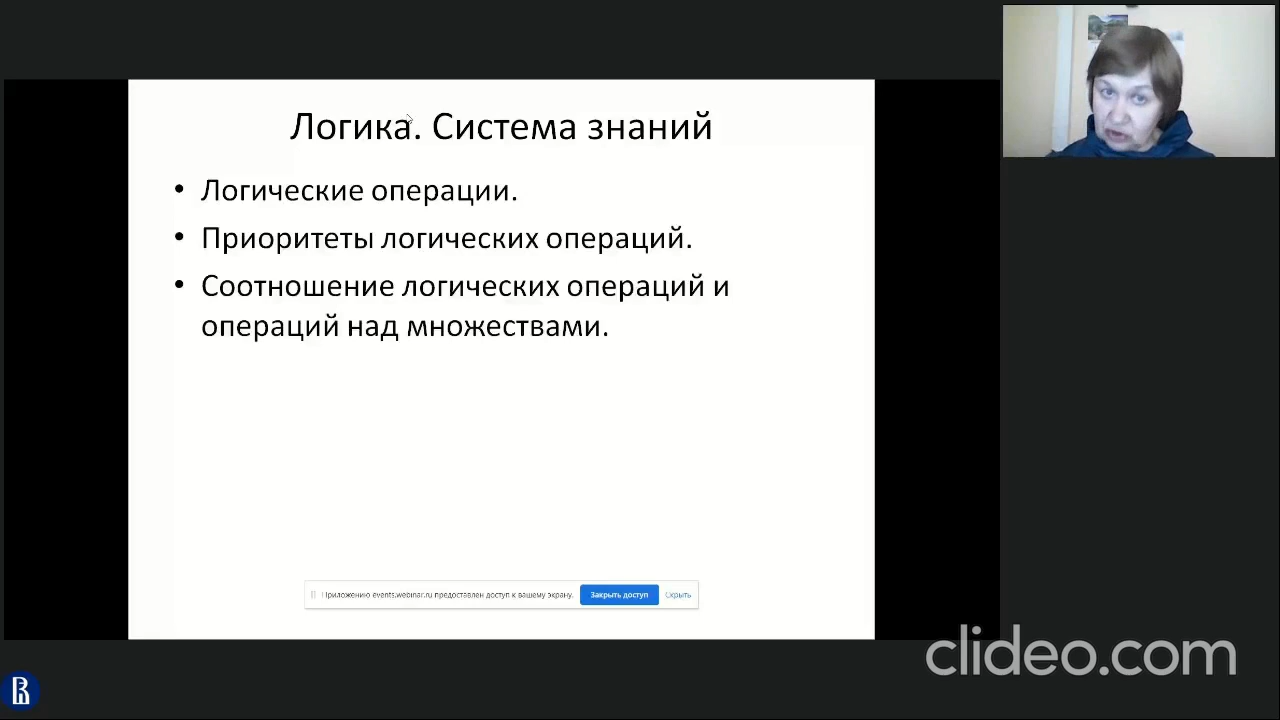 Логика. Система знаний
• Логические операции.
• Приоритеты логических операций.
• Соотношение логических операций и
операций над множествами.
Приложению events.webinar.ru предоставлен доступ к вашему экрану.
Закрыть доступ
Скрыть
clideo.com